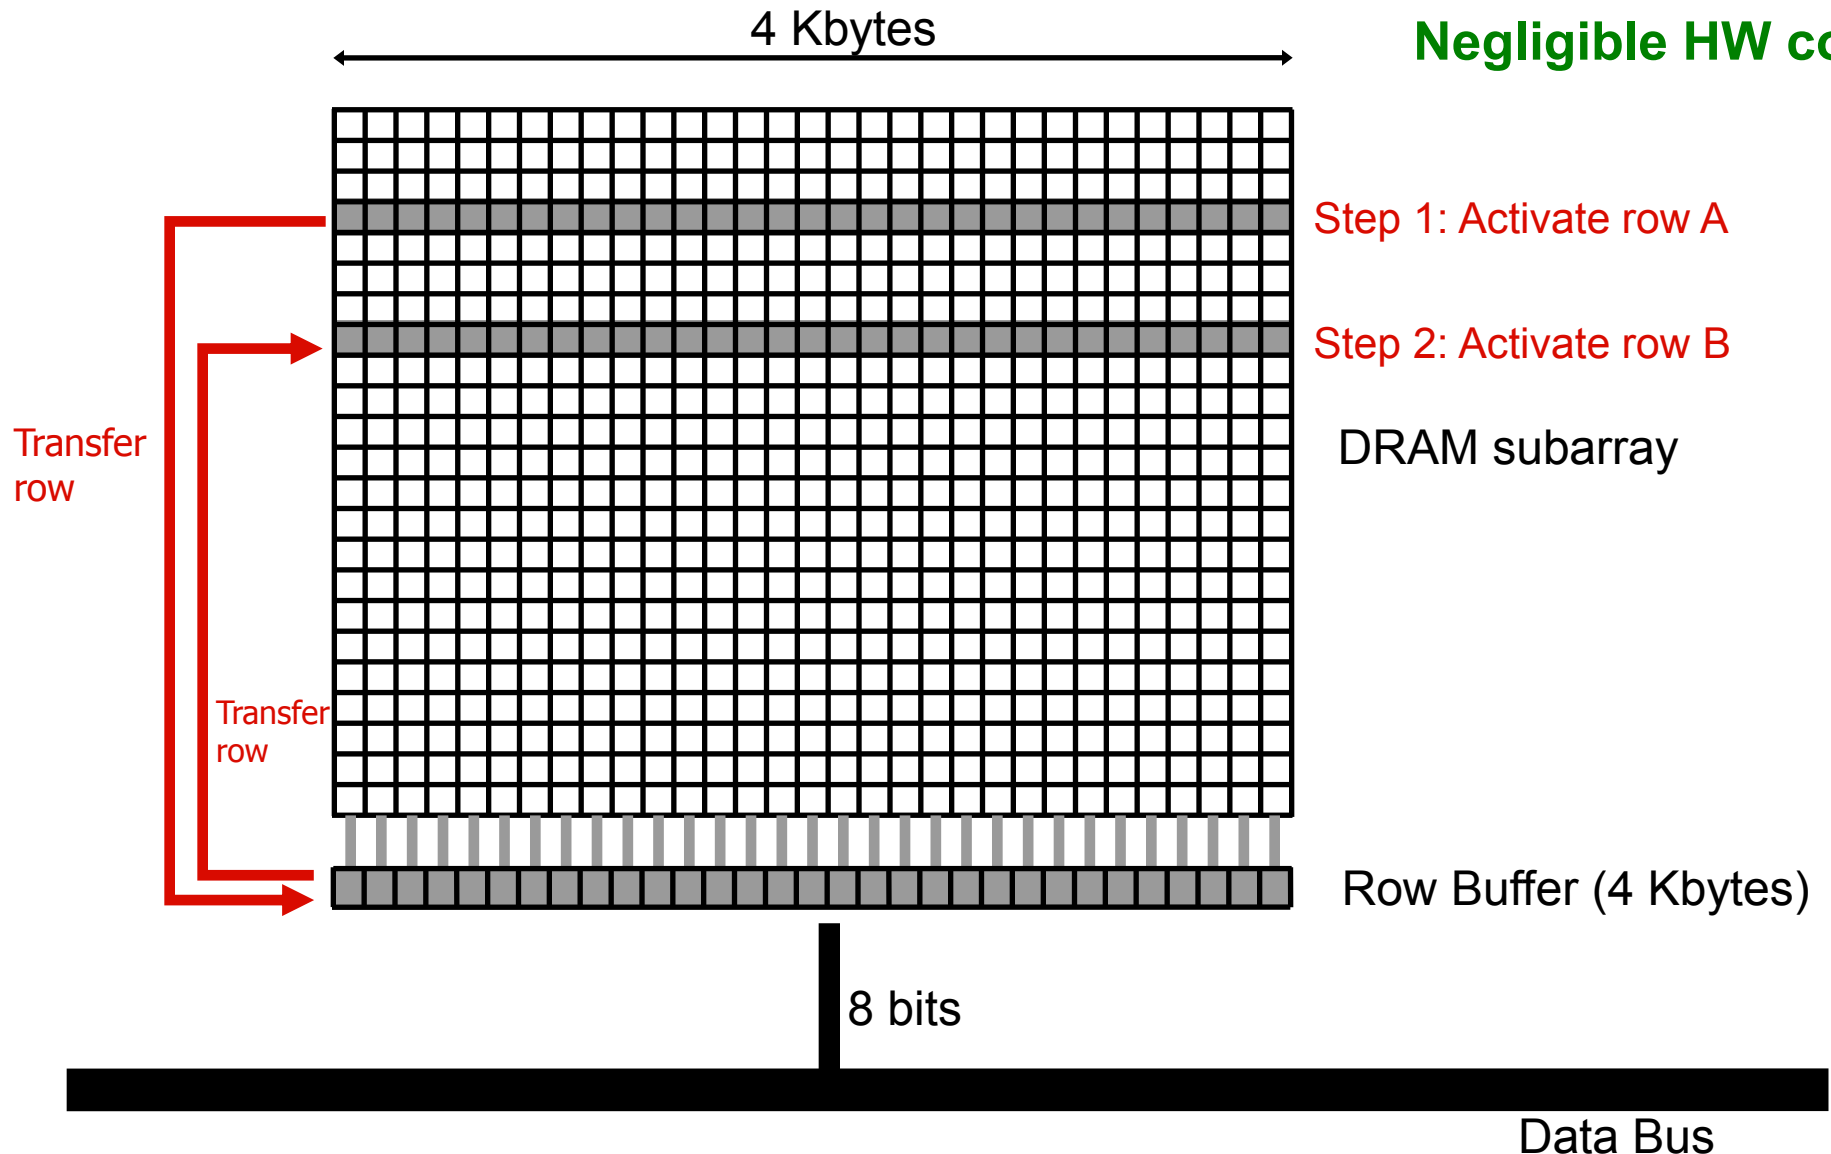 4 Kbytes
Negligible HW
Step 1: Activate row A
Step 2: Activate row B
Transfer
row
DRAM subarray
Transfer
row
Row Buffer (4 Kbytes)
8 bits
Data Bus